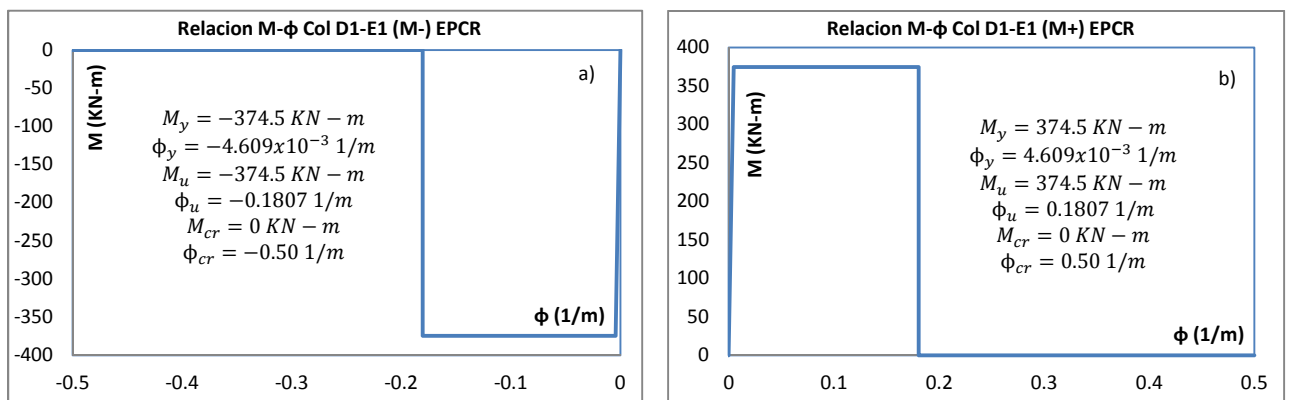 Relacion M-ϕ Col D1-E1 (M-) EPCR
0
-50
-100
-150
-200
-250
-300
-350
-400
M (KN-m)
a)
M_y = −374.5 KN − m
ϕ_y = −4.609x10^−3 1/m
M_u = −374.5 KN − m
ϕ_u = −0.1807 1/m
M_cr = 0 KN − m
ϕ_cr = −0.50 1/m
ϕ (1/m)
-0.5 -0.4 -0.3 -0.2 -0.1 0
Relacion M-ϕ Col D1-E1 (M+) EPCR
400
350
300
250
200
150
100
50
0
M (KN-m)
b)
M_y = 374.5 KN − m
ϕ_y = 4.609x10^−3 1/m
M_u = 374.5 KN − m
ϕ_u = 0.1807 1/m
M_cr = 0 KN − m
ϕ_cr = 0.50 1/m
ϕ (1/m)
0 0.1 0.2 0.3 0.4 0.5